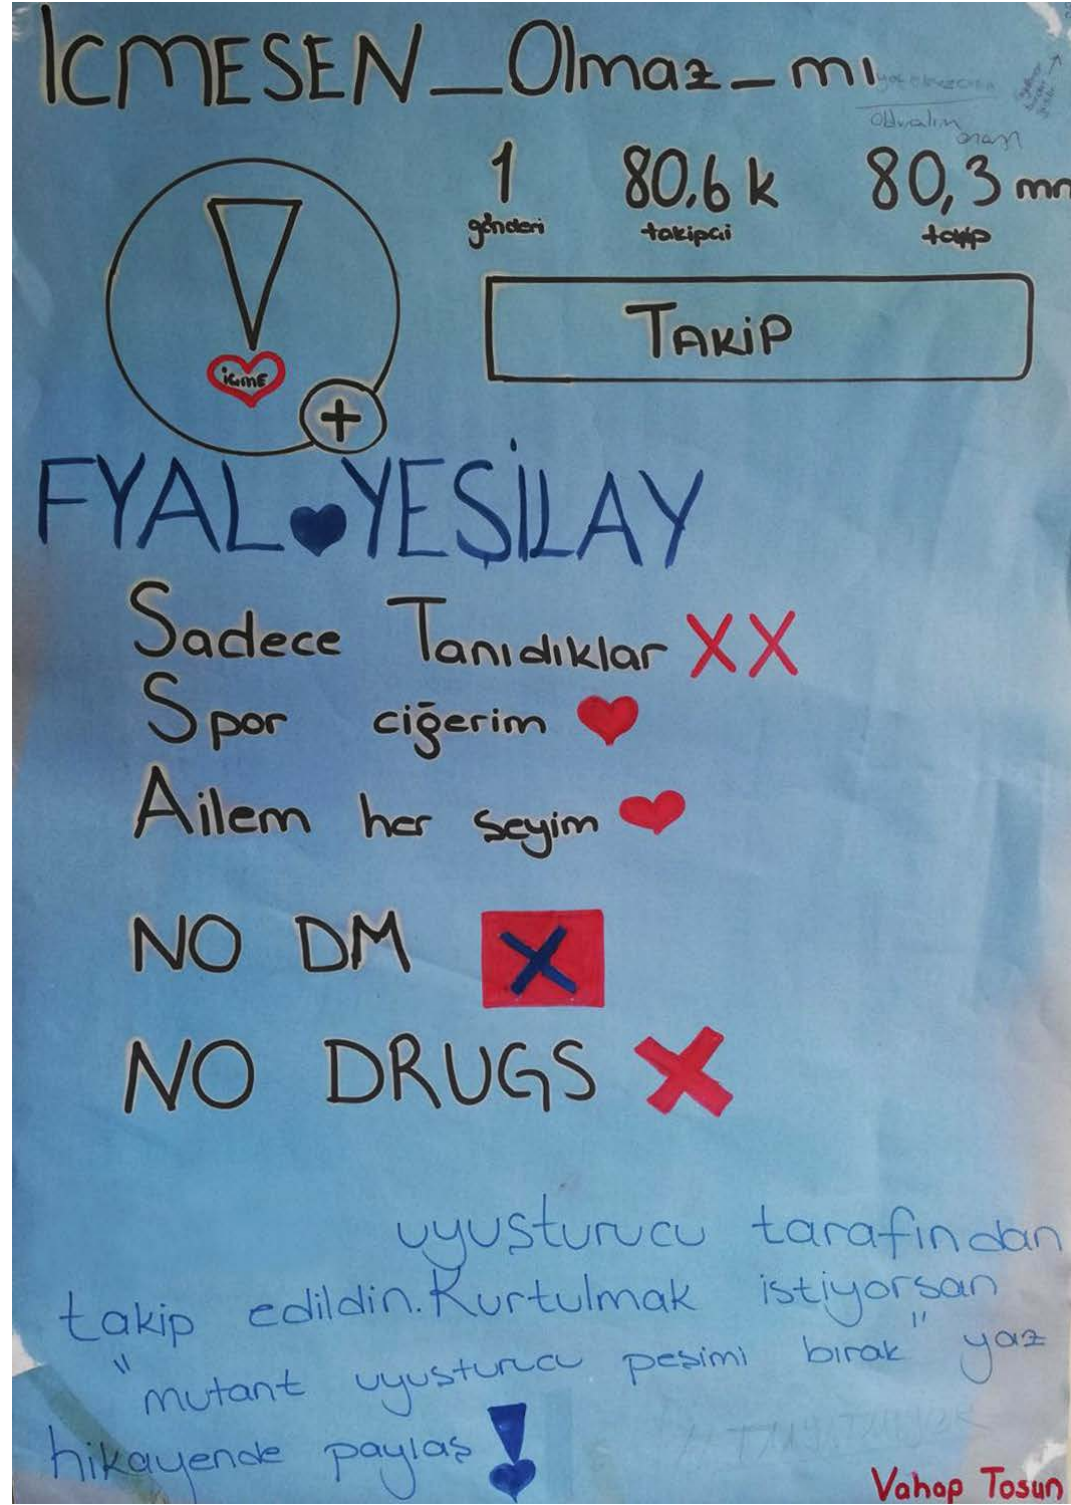 ICMESEN_Olmaz_mı
1 80.6 k 80,3 mn
gönderi takipçi takip
TAKİP
içme
+
FYAL YEŞİLAY
Sadece Tanıdıklar XX
Spor ciğerim
Ailem her şeyim
NO DM X
NO DRUGS X
uyuşturucu tarafından
takip edildin. Kurtulmak istiyorsan
"mutant uyuşturucu peşimi bırak" yaz
hikayende paylaş
Vahap Tosun